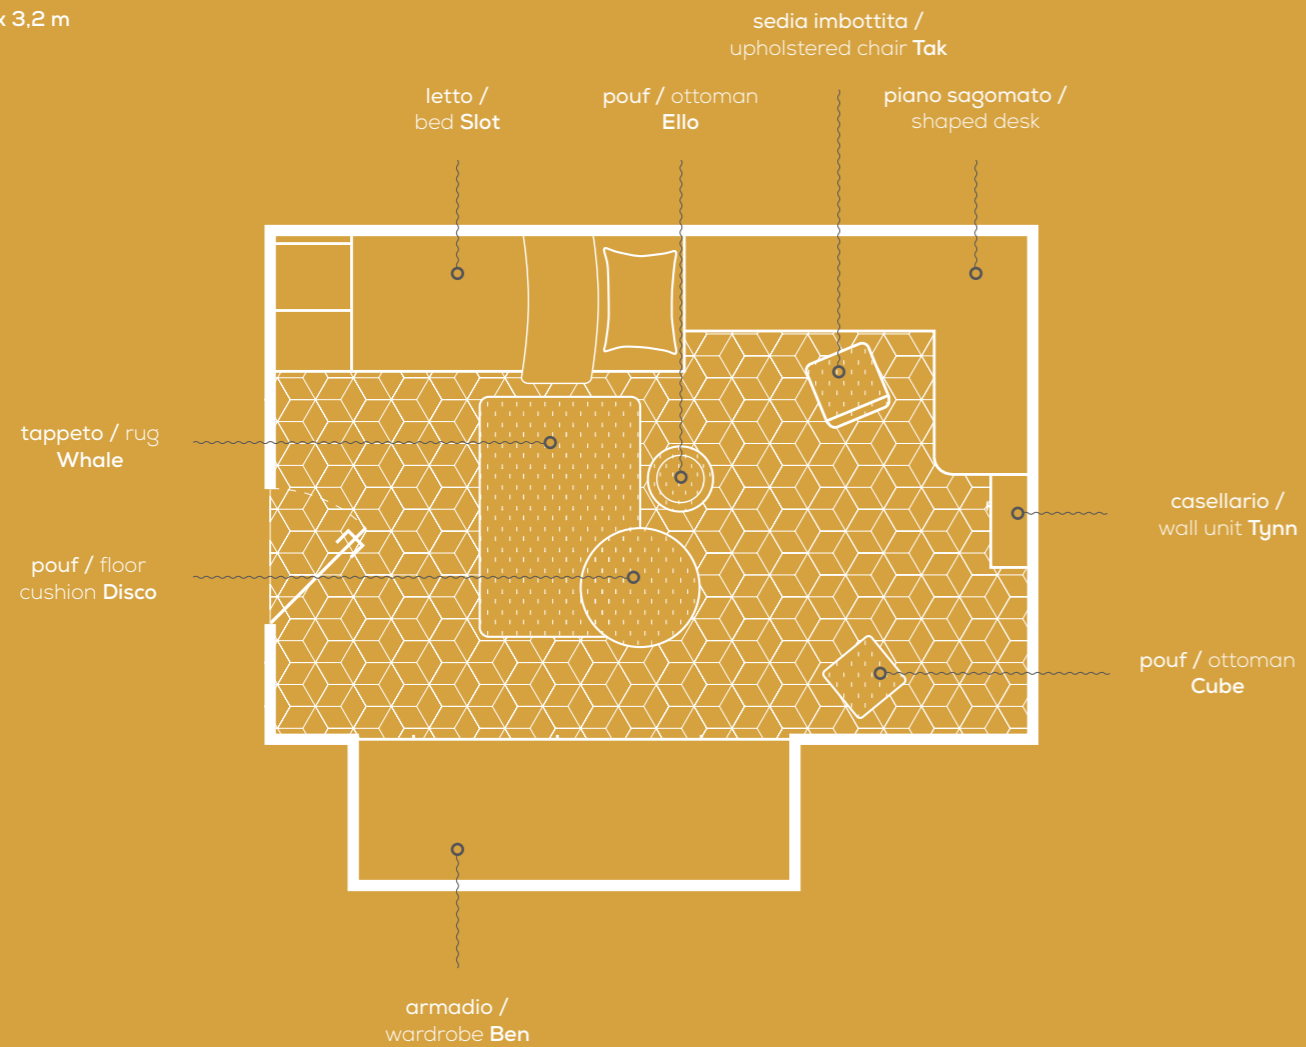 x 3,2 m
sedia imbottita /
upholstered chair Tak
letto /
bed Slot
pouf / ottoman
Ello
piano sagomato /
shaped desk
tappeto / rug
Whale
casellario /
wall unit Tynn
pouf / floor
cushion Disco
pouf / ottoman
Cube
armadio /
wardrobe Ben